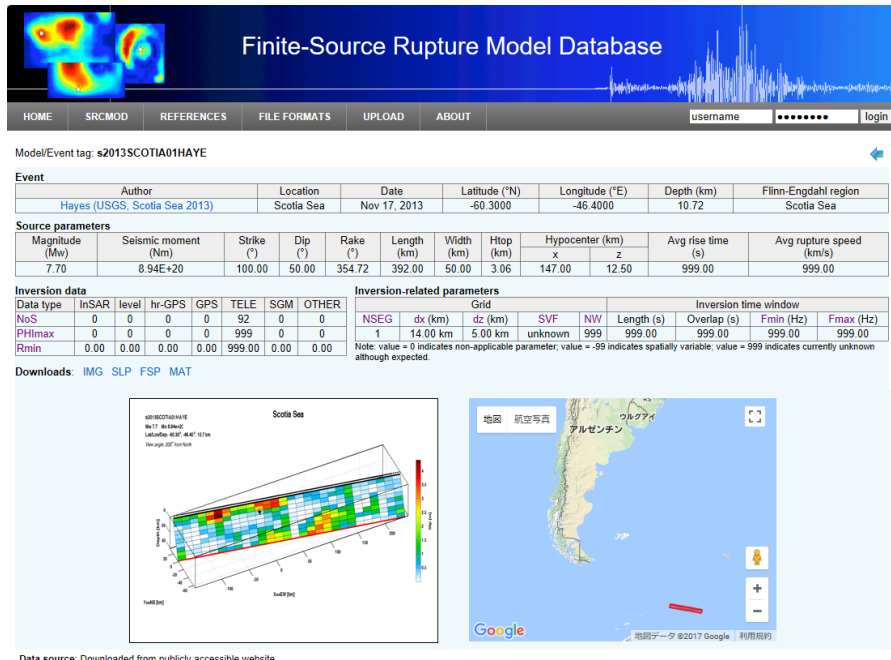 Finite-Source Rupture Model Database
HOME SRCMOD REFERENCES FILE FORMATS UPLOAD ABOUT username login
Model/Event tag: s2013SCOTIA01HAYE
Event
Author Location Date Latitude (°N) Longitude (°E) Depth (km) Flinn-Engdahl region
Hayes (USGS, Scotia Sea 2013) Scotia Sea Nov 17, 2013 -60.3000 -46.4000 10.72 Scotia Sea
Source parameters
Magnitude (Mw) Seismic moment (Nm) Strike (°) Dip (°) Rake (°) Length (km) Width (km) Htop (km) Hypocenter (km) x z Avg rise time (s) Avg rupture speed (km/s)
7.70 8.94E+20 100.00 50.00 354.72 392.00 50.00 3.06 147.00 12.50 999.00 999.00
Inversion data
Data type InSAR level hr-GPS GPS TELE SGM OTHER
NoS 0 0 0 0 92 0 0
PHImax 0 0 0 0 999 0 0
Rmin 0.00 0.00 0.00 0.00 999.00 0.00 0.00
Inversion-related parameters
Grid Inversion time window
NSEG dx (km) dz (km) SVF NW Length (s) Overlap (s) Fmin (Hz) Fmax (Hz)
1 14.00 km 5.00 km unknown 999 999.00 999.00 999.00 999.00
Note: value = 0 indicates non-applicable parameter; value = -99 indicates spatially variable; value = 999 indicates currently unknown
although expected.
Downloads: IMG SLP FSP MAT
s2013SCOTIA01HAYE
Scotia Sea
View angle: 200° from North
Depth [km]
X==EW [km]
Y==NS [km]
地図 航空写真
ウルグアイ
アルゼンチン
Google
地図データ ©2017 Google 利用規約
Data source: Downloaded from publicly accessible website